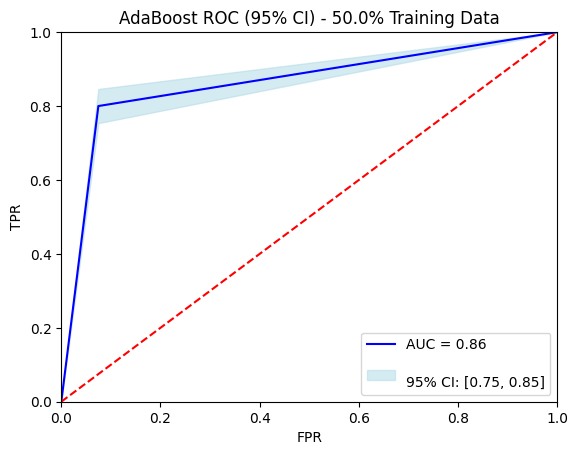 AdaBoost ROC (95% CI) - 50.0% Training Data
1.0
0.8
0.6
0.4
0.2
0.0
TPR
0.0 0.2 0.4 0.6 0.8 1.0
FPR
AUC = 0.86
95% CI: [0.75, 0.85]